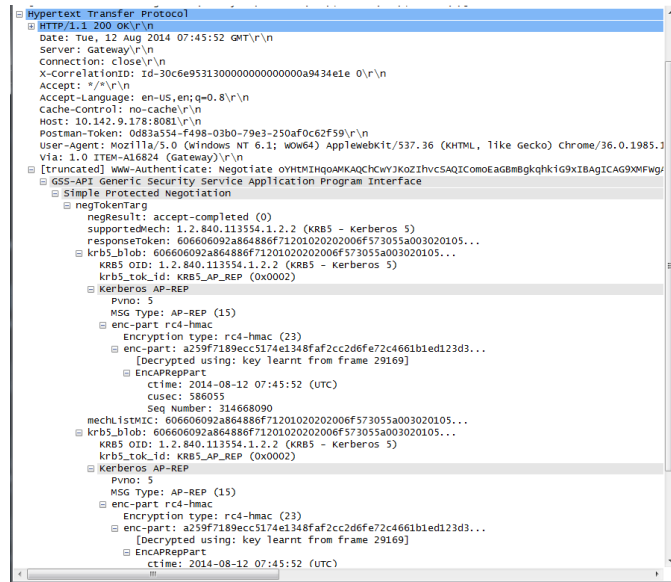 Hypertext Transfer Protocol
HTTP/1.1 200 OK\r\n
Date: Tue, 12 Aug 2014 07:45:52 GMT\r\n
Server: Gateway\r\n
Connection: close\r\n
X-CorrelationID: Id-30c6e9531300000000000000a9434e1e 0\r\n
Accept: */*\r\n
Accept-Language: en-US,en;q=0.8\r\n
Cache-Control: no-cache\r\n
Host: 10.142.9.178:8081\r\n
Postman-Token: 0d83a554-f498-03b0-79e3-250af0c62f59\r\n
User-Agent: Mozilla/5.0 (Windows NT 6.1; WOW64) AppleWebKit/537.36 (KHTML, like Gecko) Chrome/36.0.1985.1
Via: 1.0 ITEM-A16824 (Gateway)\r\n
[truncated] WWW-Authenticate: Negotiate oYHtMIHqoAMKAQChCwYJKoZIhvcSAQIComoEaGBmBgkqhkiG9xIBAgICAG9XMFWgA
GSS-API Generic Security Service Application Program Interface
Simple Protected Negotiation
negTokenTarg
negResult: accept-completed (0)
supportedMech: 1.2.840.113554.1.2.2 (KRB5 - Kerberos 5)
responseToken: 606606092a864886f71201020202006f573055a003020105...
krb5_blob: 606606092a864886f71201020202006f573055a003020105...
KRB5 OID: 1.2.840.113554.1.2.2 (KRB5 - Kerberos 5)
krb5_tok_id: KRB5_AP_REP (0x0002)
Kerberos AP-REP
Pvno: 5
MSG Type: AP-REP (15)
enc-part rc4-hmac
Encryption type: rc4-hmac (23)
enc-part: a259f7189ecc5174e1348faf2cc2d6fe72c4661b1ed123d3...
[Decrypted using: key learnt from frame 29169]
EncAPRepPart
ctime: 2014-08-12 07:45:52 (UTC)
cusec: 586055
Seq Number: 314668090
mechListMIC: 606606092a864886f71201020202006f573055a003020105...
krb5_blob: 606606092a864886f71201020202006f573055a003020105...
KRB5 OID: 1.2.840.113554.1.2.2 (KRB5 - Kerberos 5)
krb5_tok_id: KRB5_AP_REP (0x0002)
Kerberos AP-REP
Pvno: 5
MSG Type: AP-REP (15)
enc-part rc4-hmac
Encryption type: rc4-hmac (23)
enc-part: a259f7189ecc5174e1348faf2cc2d6fe72c4661b1ed123d3...
[Decrypted using: key learnt from frame 29169]
EncAPRepPart
ctime: 2014-08-12 07:45:52 (UTC)